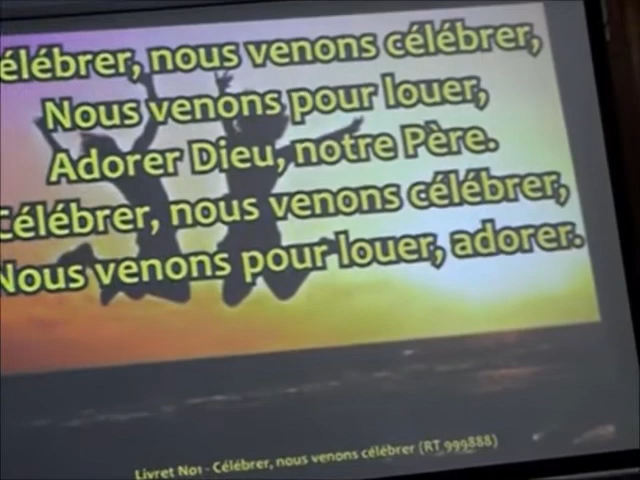 élébrer, nous venons célébrer,
Nous venons pour louer,
Adorer Dieu, notre Père.
Célébrer, nous venons célébrer,
Nous venons pour louer, adorer.
Livret No1 - Célébrer, nous venons célébrer (RT 999888)